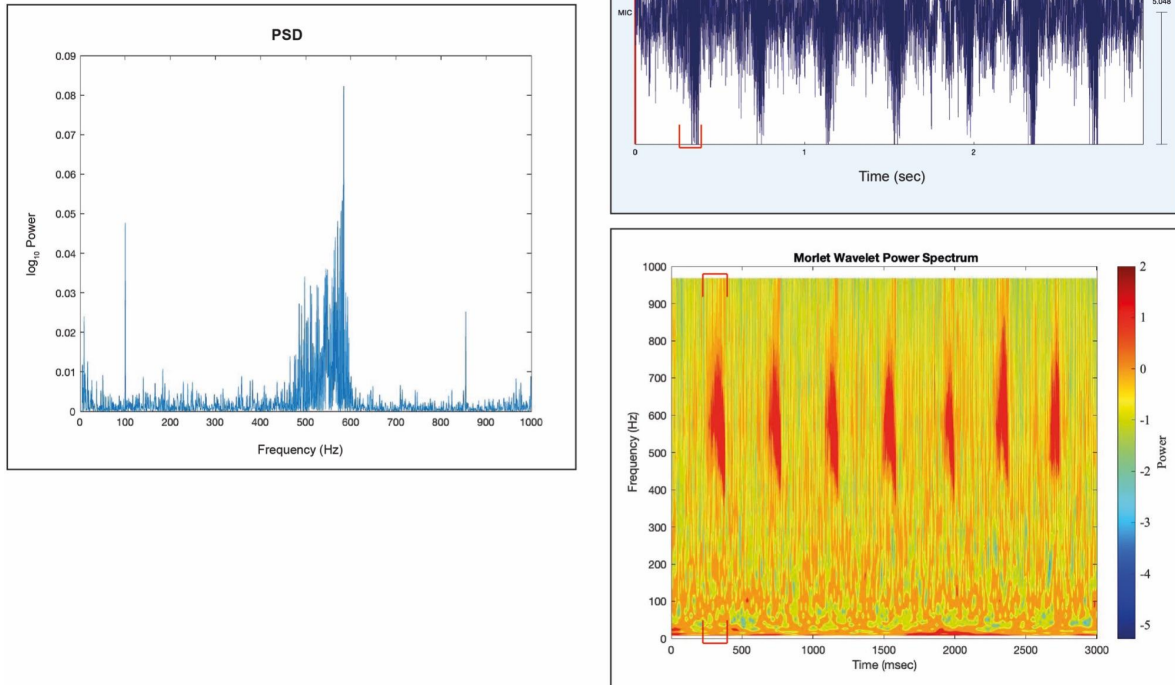 PSD
0.09
0.08
0.07
0.06
0.05
0.04
0.03
0.02
0.01
0
log10 Power
0 100 200 300 400 500 600 700 800 900 1000
Frequency (Hz)
MIC
5.048
0 1 2
Time (sec)
Morlet Wavelet Power Spectrum
1000
900
800
700
600
500
400
300
200
100
0
Frequency (Hz)
0 500 1000 1500 2000 2500 3000
Time (msec)
2
1
0
-1
-2
-3
-4
-5
Power